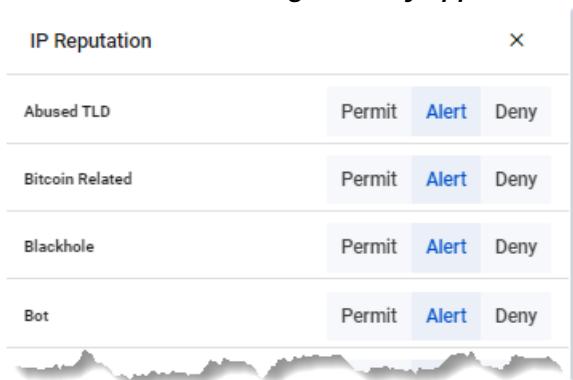 IP Reputation ×
Abused TLD Permit Alert Deny
Bitcoin Related Permit Alert Deny
Blackhole Permit Alert Deny
Bot Permit Alert Deny